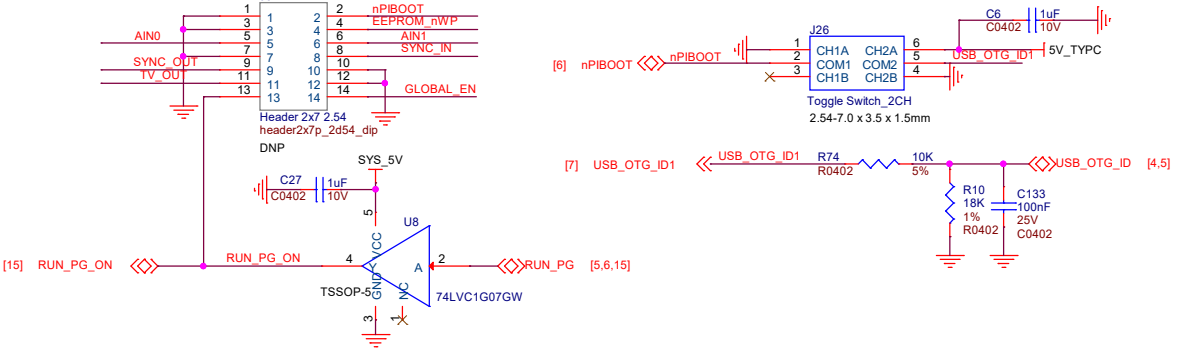 1 1 2 2 nPIBOOT
3 3 4 4 EEPROM_nWP
AIN0 5 5 6 6 AIN1
7 7 8 8 SYNC_IN
SYNC_OUT 9 9 10 10
TV_OUT 11 11 12 12
13 13 14 14 GLOBAL_EN
Header 2x7 2.54
header2x7p_2d54_dip
DNP
SYS_5V
C27 1uF
C0402 10V
5
U8
VCC
[15] RUN_PG_ON RUN_PG_ON 4 Y A 2 RUN_PG [5,6,15]
GND
NC
TSSOP-5
74LVC1G07GW
3
1
C6 1uF
C0402 10V
J26
1 CH1A CH2A 6 5V_TYPC
[6] nPIBOOT nPIBOOT 2 COM1 COM2 5 USB_OTG_ID1
3 CH1B CH2B 4
Toggle Switch_2CH
2.54-7.0 x 3.5 x 1.5mm
[7] USB_OTG_ID1 USB_OTG_ID1 R74 10K USB_OTG_ID [4,5]
R0402 5%
R10
18K
1%
R0402
C133
100nF
25V
C0402